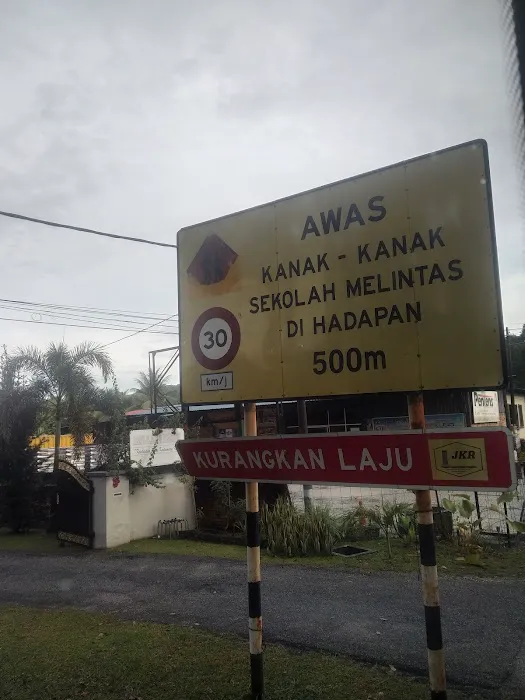 AWAS
KANAK - KANAK
SEKOLAH MELINTAS
DI HADAPAN
500m
30
km/j
KURANGKAN LAJU
JKR